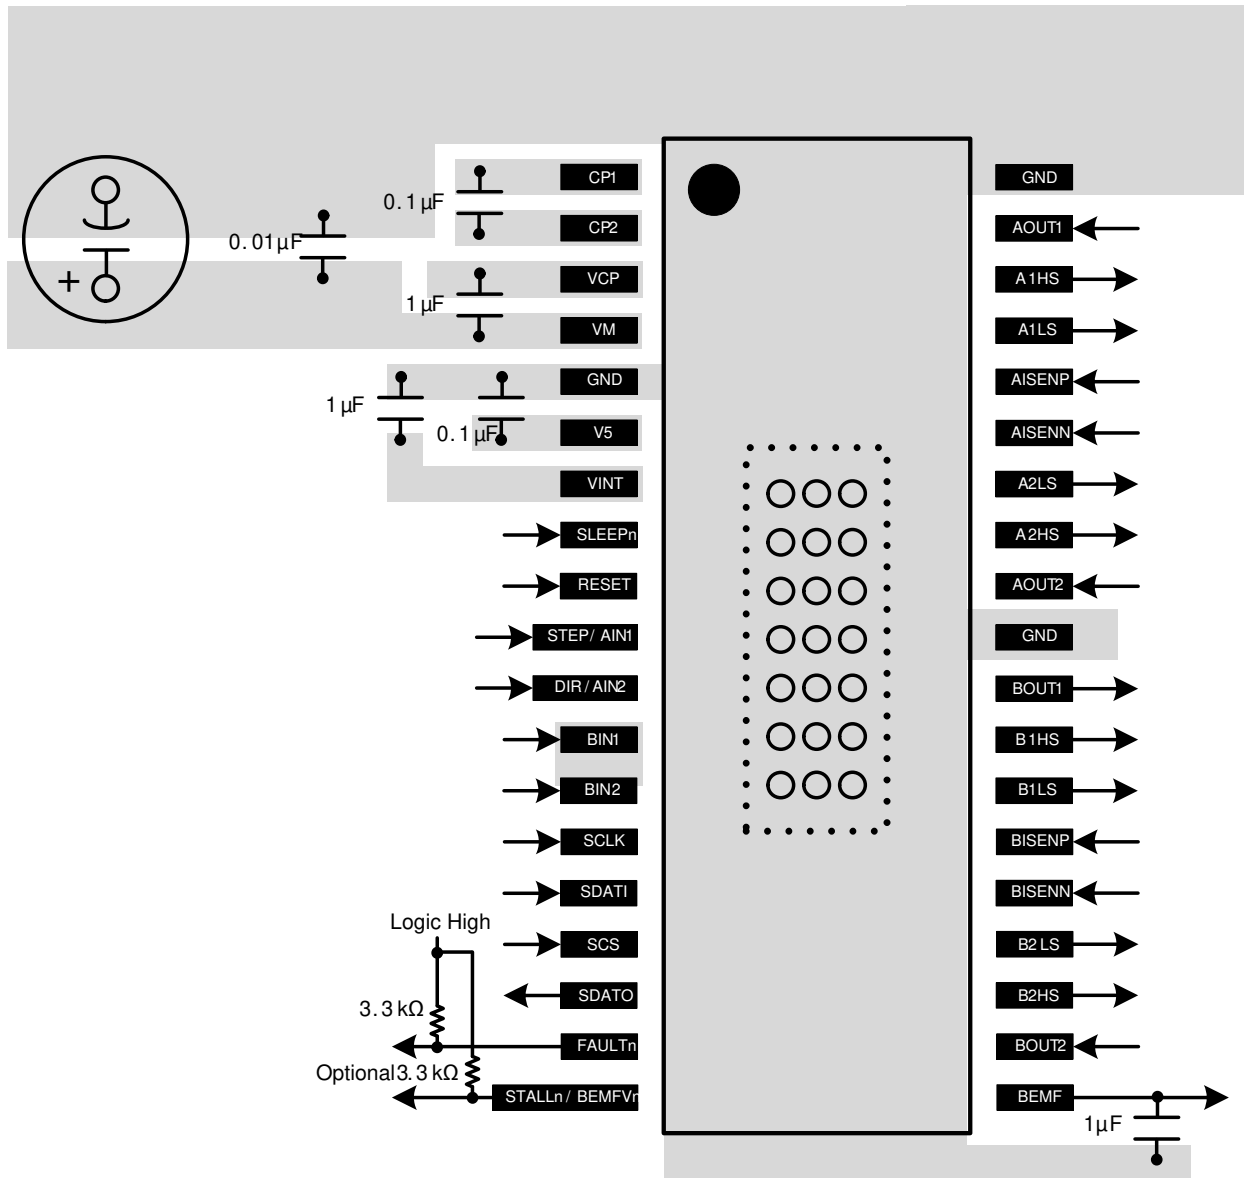 CP1
GND
0.1µF
CP2
AOUT1
0.01µF
VCP
A1HS
+
1µF
VM
A1LS
GND
AISENP
1µF
0.1µF
V5
AISENN
VINT
A2LS
SLEEPn
A2HS
RESET
AOUT2
STEP/ AIN1
GND
DIR/AIN2
BOUT1
BIN1
B1HS
BIN2
B1LS
SCLK
BISENP
SDATI
BISENN
Logic High
SCS
B2LS
SDATO
B2HS
3.3kΩ
FAULTn
BOUT2
Optional3.3kΩ
STALLn/ BEMFVn
BEMF
1µF